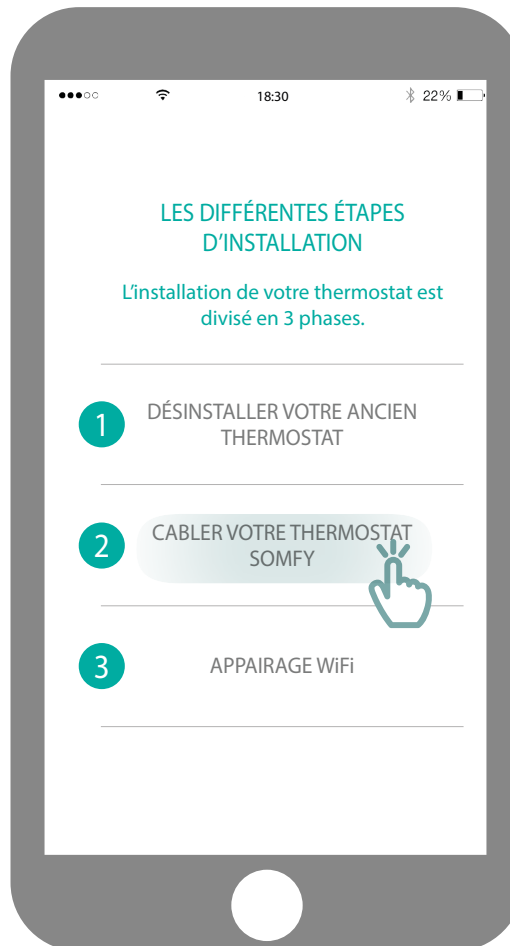 18:30
22%
LES DIFFÉRENTES ÉTAPES
D’INSTALLATION
L’installation de votre thermostat est
divisé en 3 phases.
1
DÉSINSTALLER VOTRE ANCIEN
THERMOSTAT
2
CABLER VOTRE THERMOSTAT
SOMFY
3
APPAIRAGE WiFi